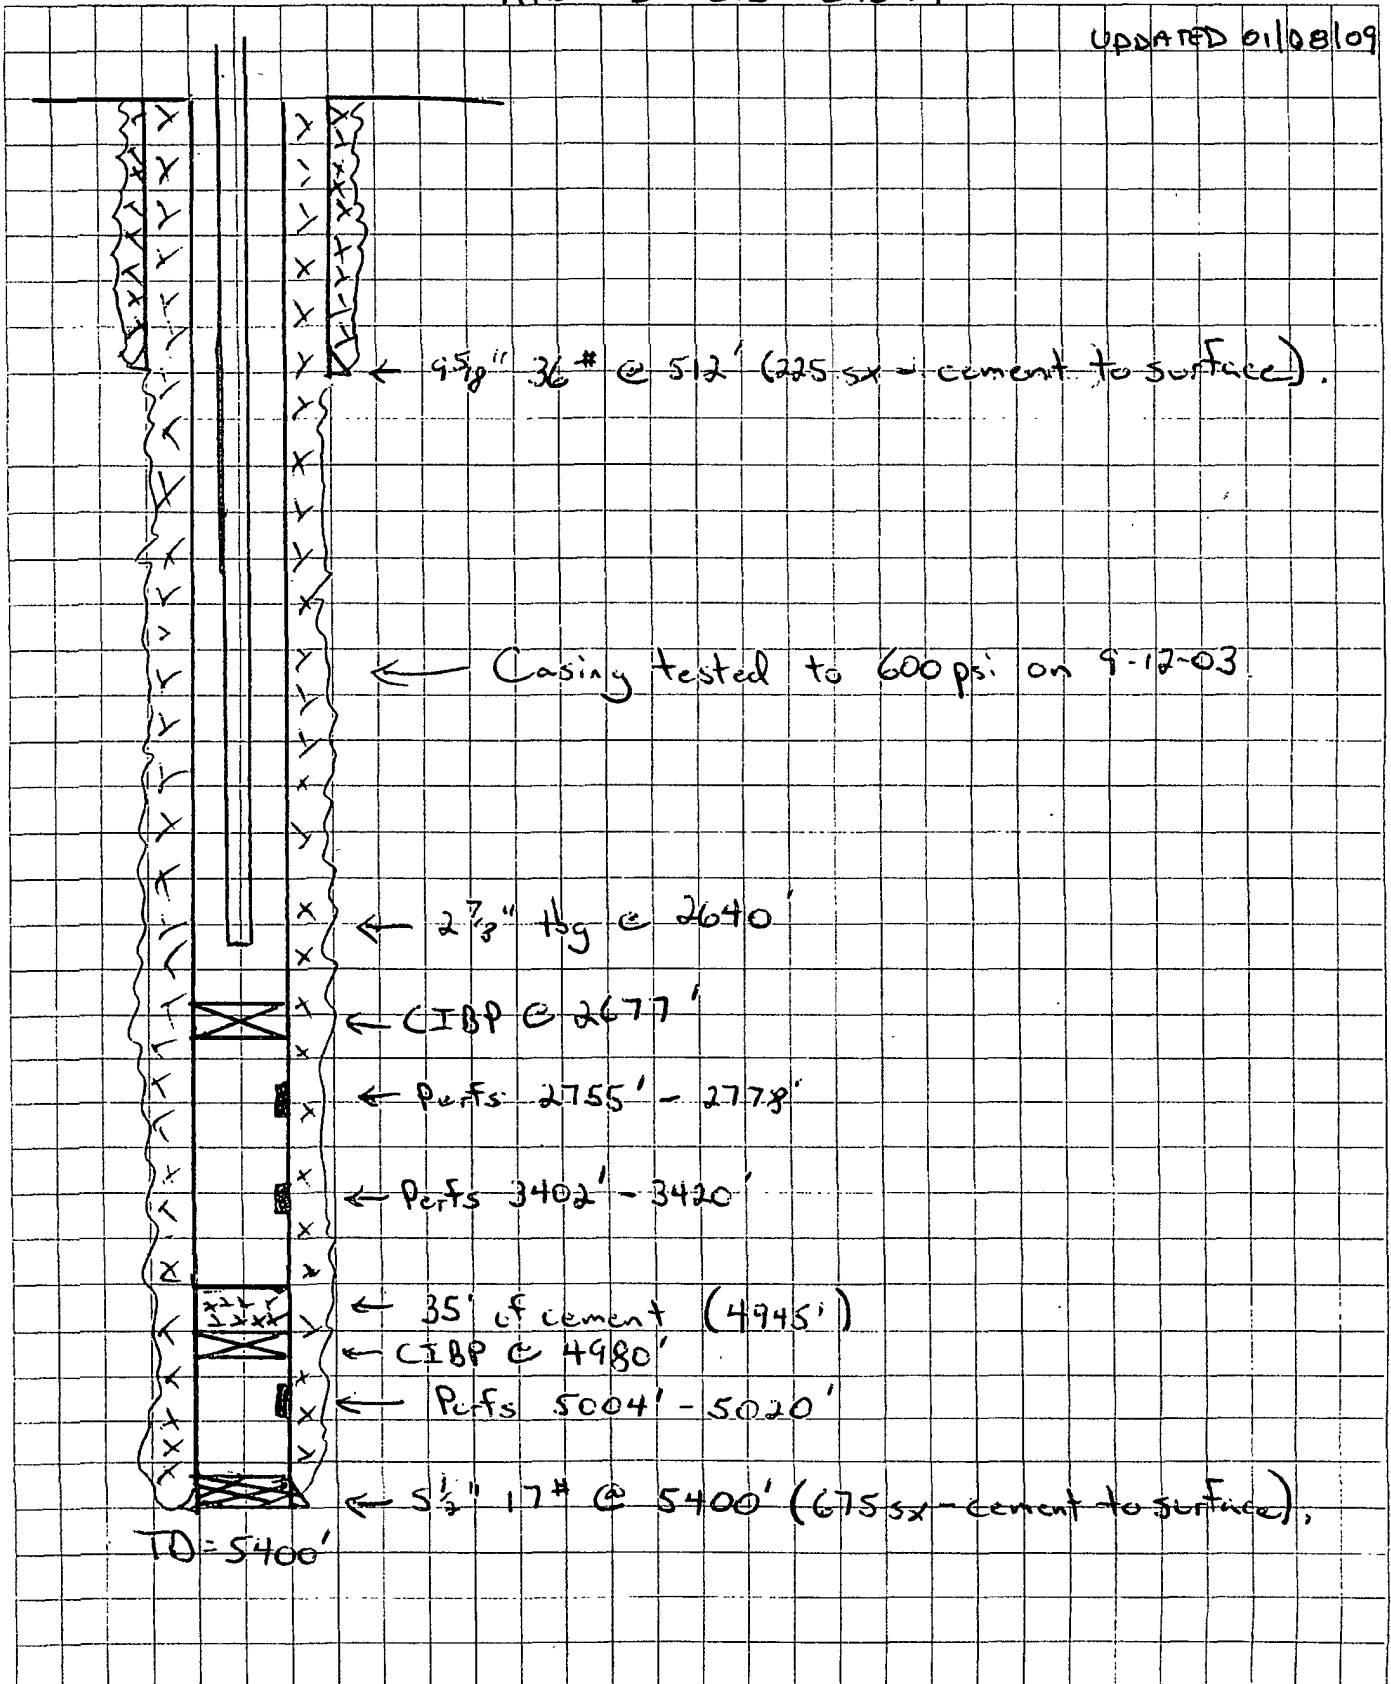 UPDATED 01/08/09
← 9 5/8" 36# @ 512' (225 sx - cement to surface).
← Casing tested to 600 psi on 9-12-03
← 2 7/8" tbg @ 2640'
← CIBP @ 2677'
← Perfs 2755' - 2778'
← Perfs 3402' - 3420'
← 35' of cement (4945')
← CIBP @ 4980'
← Perfs 5004' - 5020'
← 5 1/2" 17# @ 5400' (675 sx - cement to surface).
TD = 5400'